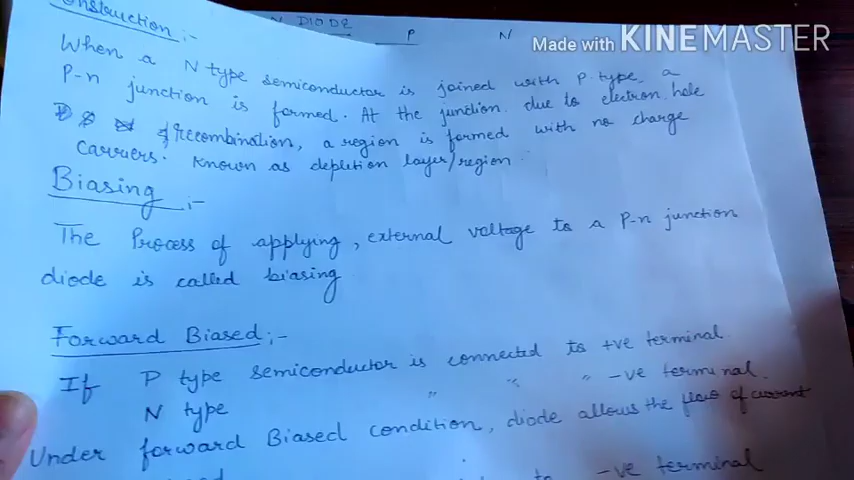 N DIODE
P N
Made with KINEMASTER
Construction :-
When a N type semiconductor is joined with P. type a
P-n junction is formed. At the junction due to electron hole
recombination, a region is formed with no charge
carriers. Known as depletion layer/region
Biasing :-
The Process of applying, external voltage to a P-n junction
diode is called biasing
Forward Biased :-
If P type semiconductor is connected to +ve terminal
N type " " " -ve terminal.
Under forward Biased condition, diode allows the flow of current
to -ve terminal